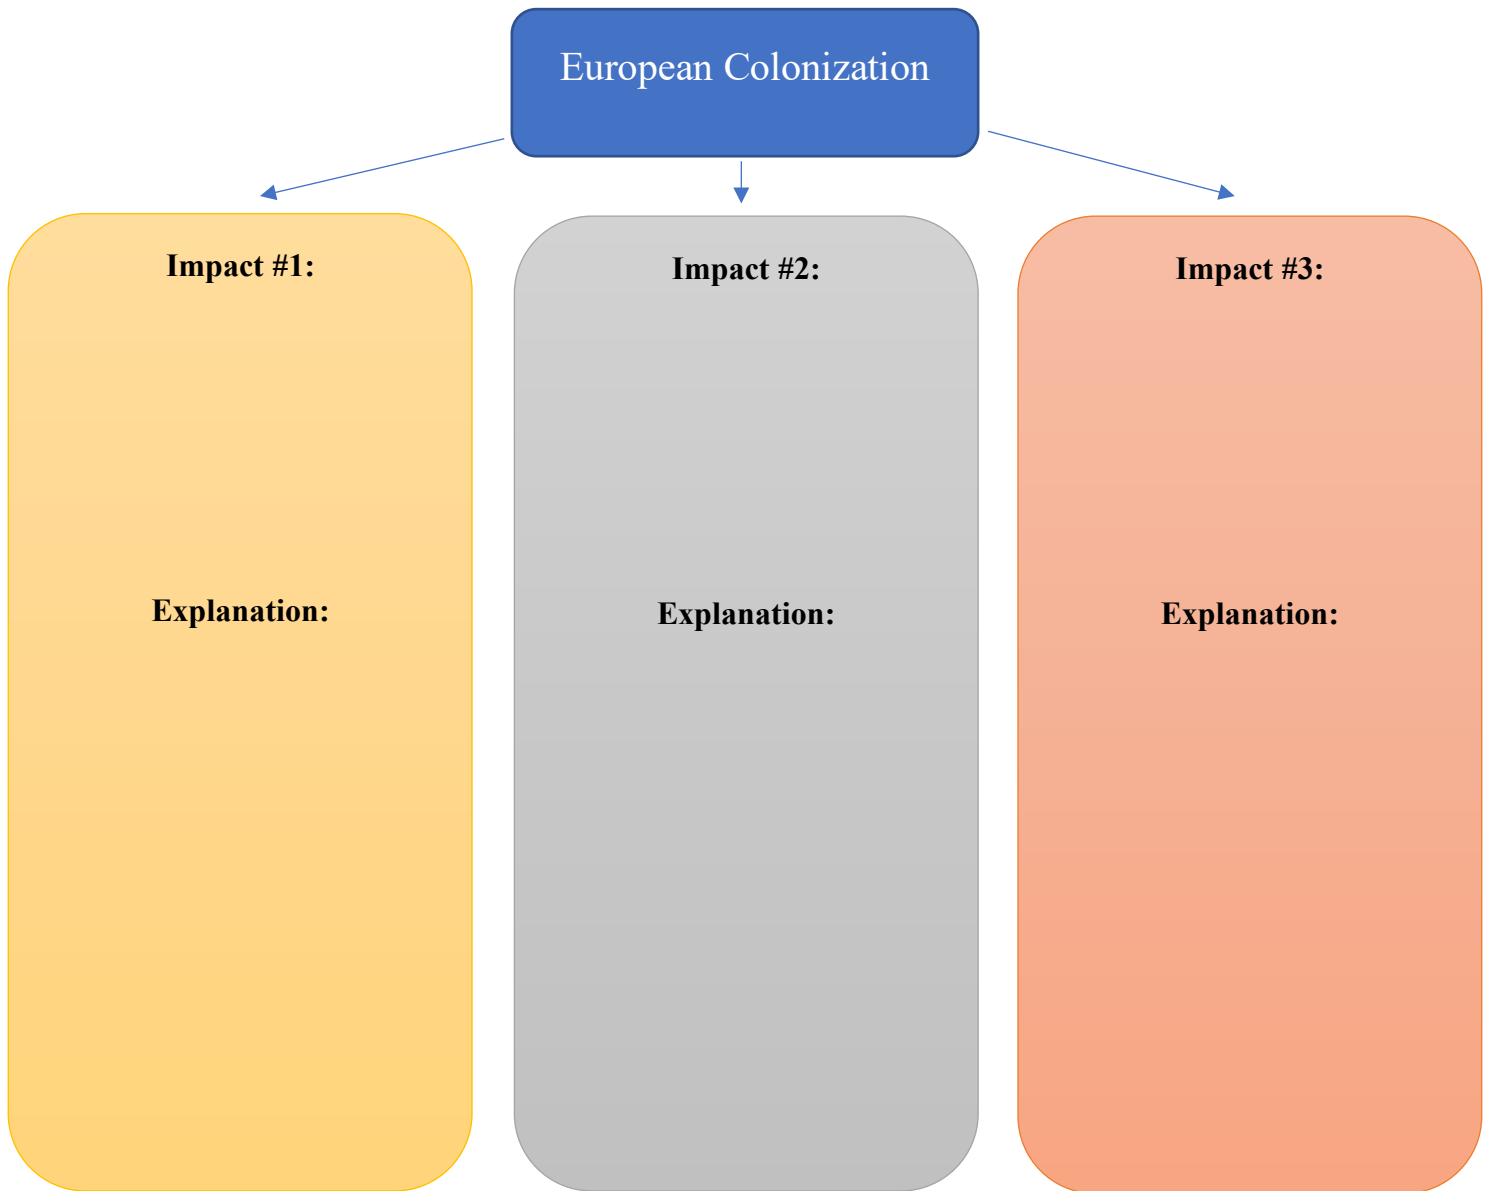 European Colonization
Impact #1:
Explanation:
Impact #2:
Explanation:
Impact #3:
Explanation: